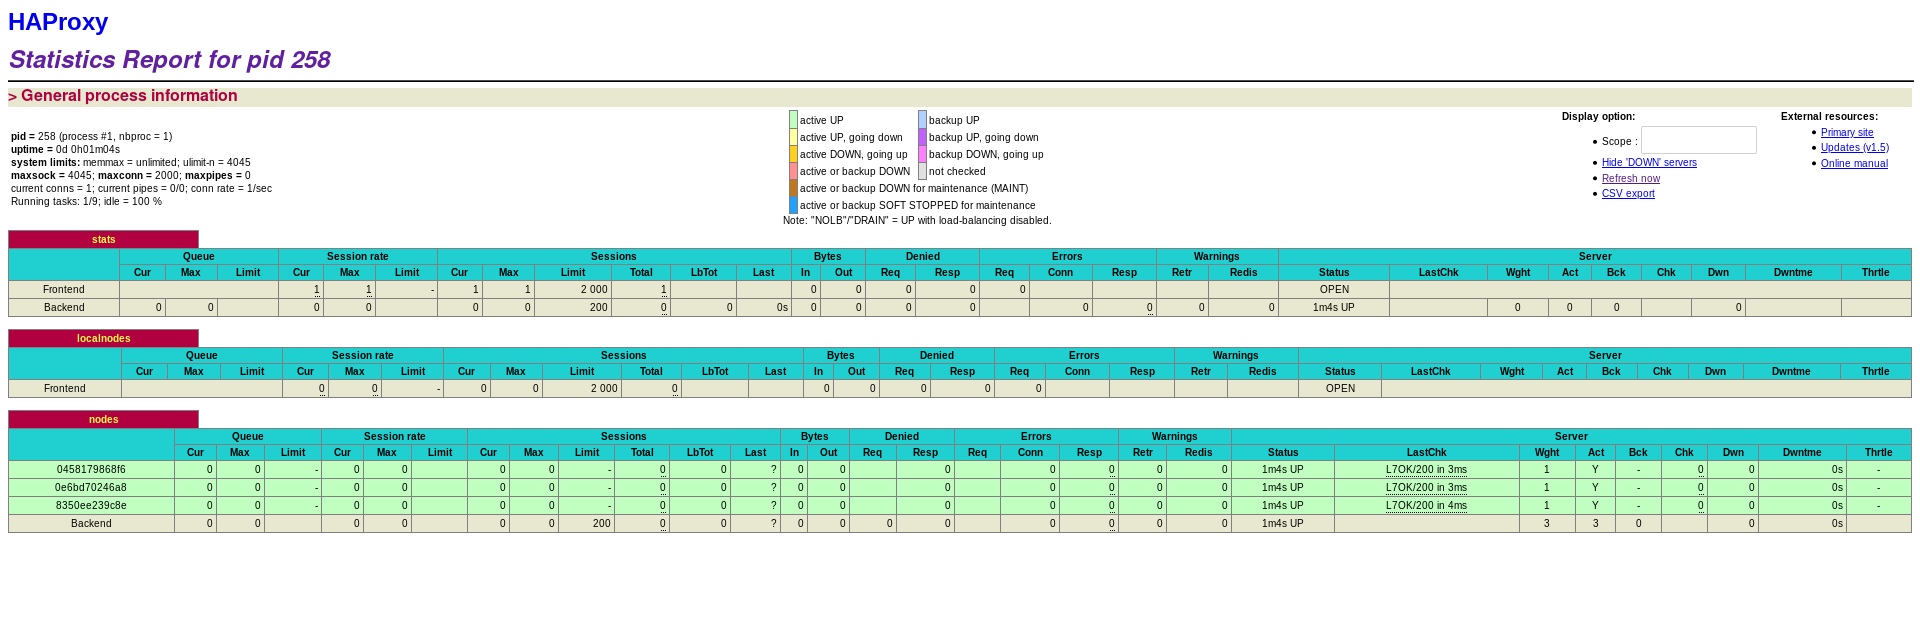 HAProxy
Statistics Report for pid 258
> General process information
pid = 258 (process #1, nbproc = 1)
uptime = 0d 0h01m04s
system limits: memmax = unlimited; ulimit-n = 4045
maxsock = 4045; maxconn = 2000; maxpipes = 0
current conns = 1; current pipes = 0/0; conn rate = 1/sec
Running tasks: 1/9; idle = 100 %
active UP backup UP
active UP, going down backup UP, going down
active DOWN, going up backup DOWN, going up
active or backup DOWN not checked
active or backup DOWN for maintenance (MAINT)
active or backup SOFT STOPPED for maintenance
Note: "NOLB"/"DRAIN" = UP with load-balancing disabled.
Display option:
• Scope :
• Hide 'DOWN' servers
• Refresh now
• CSV export
External resources:
• Primary site
• Updates (v1.5)
• Online manual
stats
Queue Session rate Sessions Bytes Denied Errors Warnings Server
Cur Max Limit Cur Max Limit Cur Max Limit Total LbTot Last In Out Req Resp Req Conn Resp Retr Redis Status LastChk Wght Act Bck Chk Dwn Dwntme Thrtle
Frontend 1 1 - 1 1 2 000 1 0 0 0 0 0 OPEN
Backend 0 0 0 0 0 0 200 0 0 0s 0 0 0 0 0 0 0 0 1m4s UP 0 0 0 0
localnodes
Queue Session rate Sessions Bytes Denied Errors Warnings Server
Cur Max Limit Cur Max Limit Cur Max Limit Total LbTot Last In Out Req Resp Req Conn Resp Retr Redis Status LastChk Wght Act Bck Chk Dwn Dwntme Thrtle
Frontend 0 0 - 0 0 2 000 0 0 0 0 0 0 OPEN
nodes
Queue Session rate Sessions Bytes Denied Errors Warnings Server
Cur Max Limit Cur Max Limit Cur Max Limit Total LbTot Last In Out Req Resp Req Conn Resp Retr Redis Status LastChk Wght Act Bck Chk Dwn Dwntme Thrtle
0458179868f6 0 0 - 0 0 0 0 - 0 0 ? 0 0 0 0 0 0 0 1m4s UP L7OK/200 in 3ms 1 Y - 0 0 0s -
0e6bd70246a8 0 0 - 0 0 0 0 - 0 0 ? 0 0 0 0 0 0 0 1m4s UP L7OK/200 in 3ms 1 Y - 0 0 0s -
8350ee239c8e 0 0 - 0 0 0 0 - 0 0 ? 0 0 0 0 0 0 0 1m4s UP L7OK/200 in 4ms 1 Y - 0 0 0s -
Backend 0 0 0 0 0 0 200 0 0 ? 0 0 0 0 0 0 0 0 1m4s UP 3 3 0 0 0s